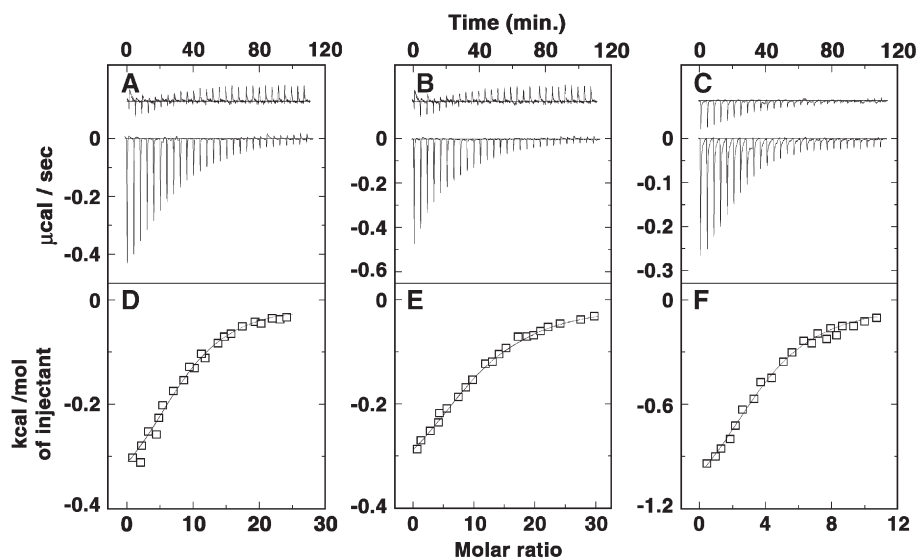 Time (min.)
0 40 80 120 0 40 80 120 0 40 80 120
A B C
0 0 0
-0.2 -0.2 -0.1
-0.4 -0.4 -0.2
-0.6 -0.3
μcal / sec
D E F
0 0 0
-0.2 -0.2 -0.6
-0.4 -0.4 -1.2
kcal /mol
of injectant
0 10 20 30 0 10 20 30 0 4 8 12
Molar ratio